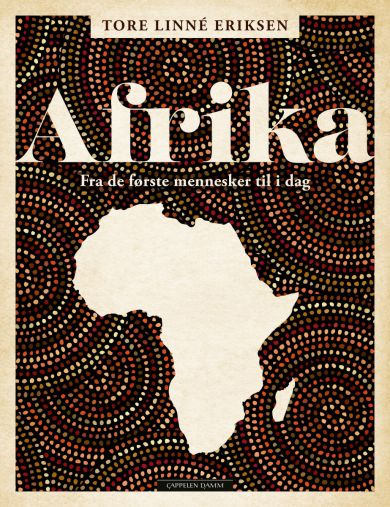 TORE LINNÉ ERIKSEN
Afrika
Fra de første mennesker til i dag
CAPPELEN DAMM